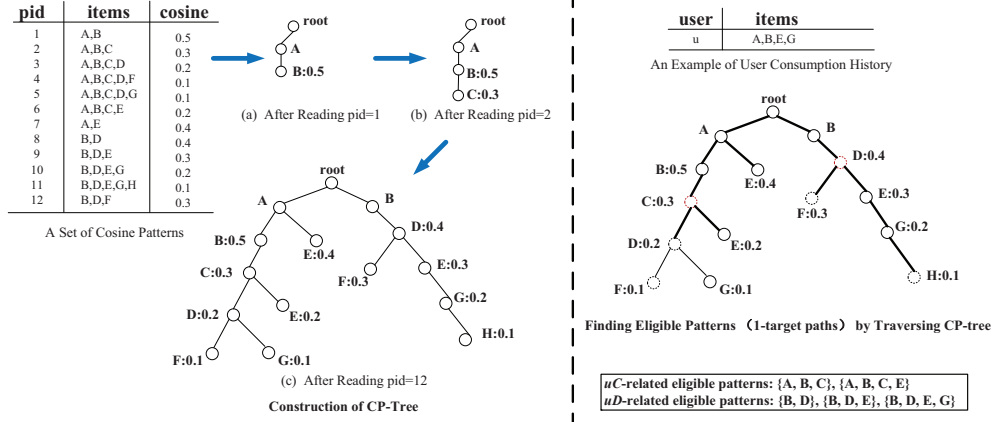 pid items cosine
1 A,B 0.5
2 A,B,C 0.3
3 A,B,C,D 0.2
4 A,B,C,D,F 0.1
5 A,B,C,D,G 0.1
6 A,B,C,E 0.2
7 A,E 0.4
8 B,D 0.4
9 B,D,E 0.3
10 B,D,E,G 0.2
11 B,D,E,G,H 0.1
12 B,D,F 0.3
A Set of Cosine Patterns
root
A
B:0.5
(a) After Reading pid=1
root
A
B:0.5
C:0.3
(b) After Reading pid=2
root
A
B
B:0.5
E:0.4
D:0.4
C:0.3
F:0.3
E:0.3
D:0.2
E:0.2
G:0.2
F:0.1
G:0.1
H:0.1
(c) After Reading pid=12
Construction of CP-Tree
user items
u A,B,E,G
An Example of User Consumption History
root
A
B
B:0.5
E:0.4
D:0.4
C:0.3
F:0.3
E:0.3
D:0.2
E:0.2
G:0.2
F:0.1
G:0.1
H:0.1
Finding Eligible Patterns （1-target paths） by Traversing CP-tree
uC-related eligible patterns: {A, B, C}, {A, B, C, E}
uD-related eligible patterns: {B, D}, {B, D, E}, {B, D, E, G}